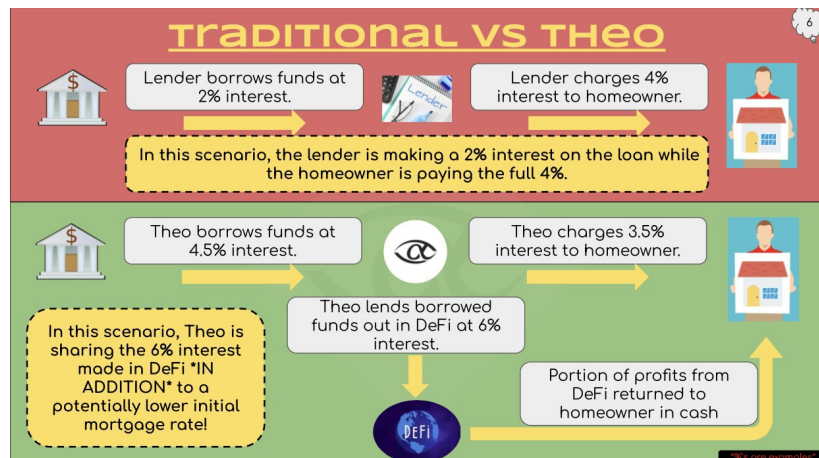 6
Traditional vs Theo
Lender borrows funds at
2% interest.
Lender
Lender charges 4%
interest to homeowner.
In this scenario, the lender is making a 2% interest on the loan while
the homeowner is paying the full 4%.
Theo borrows funds at
4.5% interest.
Theo charges 3.5%
interest to homeowner.
Theo lends borrowed
funds out in DeFi at 6%
interest.
In this scenario, Theo is
sharing the 6% interest
made in DeFi *IN
ADDITION* to a
potentially lower initial
mortgage rate!
Portion of profits from
DeFi returned to
homeowner in cash
DeFi
*%'s are examples*